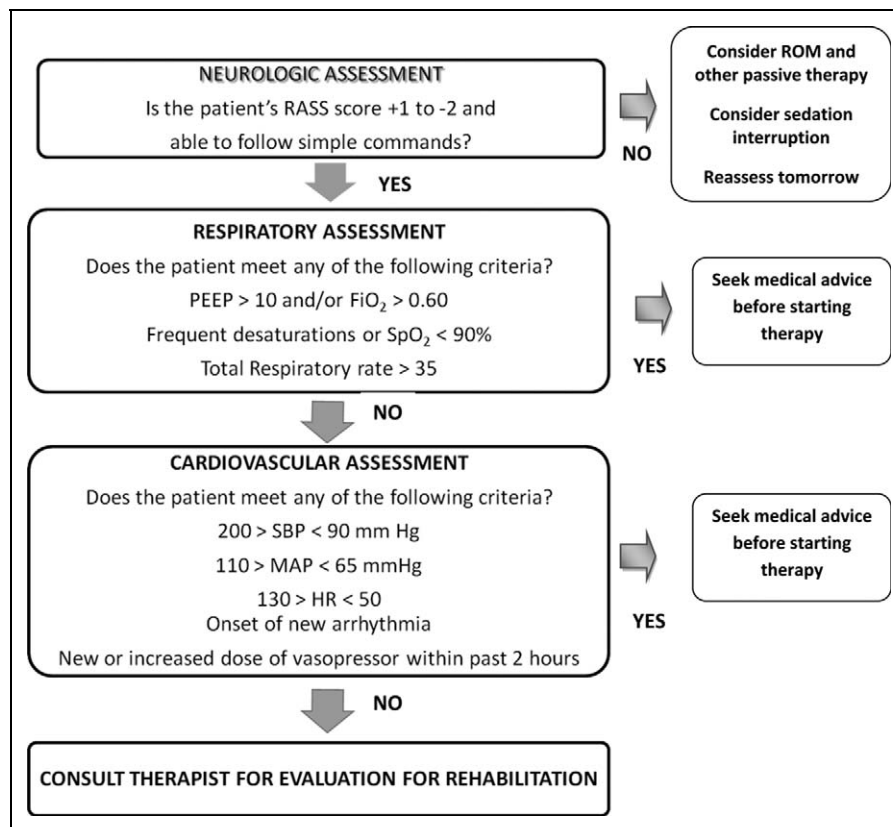 NEUROLOGIC ASSESSMENT
Is the patient's RASS score +1 to -2 and
able to follow simple commands?
NO
Consider ROM and
other passive therapy
Consider sedation
interruption
Reassess tomorrow
YES
RESPIRATORY ASSESSMENT
Does the patient meet any of the following criteria?
PEEP > 10 and/or FiO₂ > 0.60
Frequent desaturations or SpO₂ < 90%
Total Respiratory rate > 35
YES
Seek medical advice
before starting
therapy
NO
CARDIOVASCULAR ASSESSMENT
Does the patient meet any of the following criteria?
200 > SBP < 90 mm Hg
110 > MAP < 65 mmHg
130 > HR < 50
Onset of new arrhythmia
New or increased dose of vasopressor within past 2 hours
YES
Seek medical advice
before starting
therapy
NO
CONSULT THERAPIST FOR EVALUATION FOR REHABILITATION